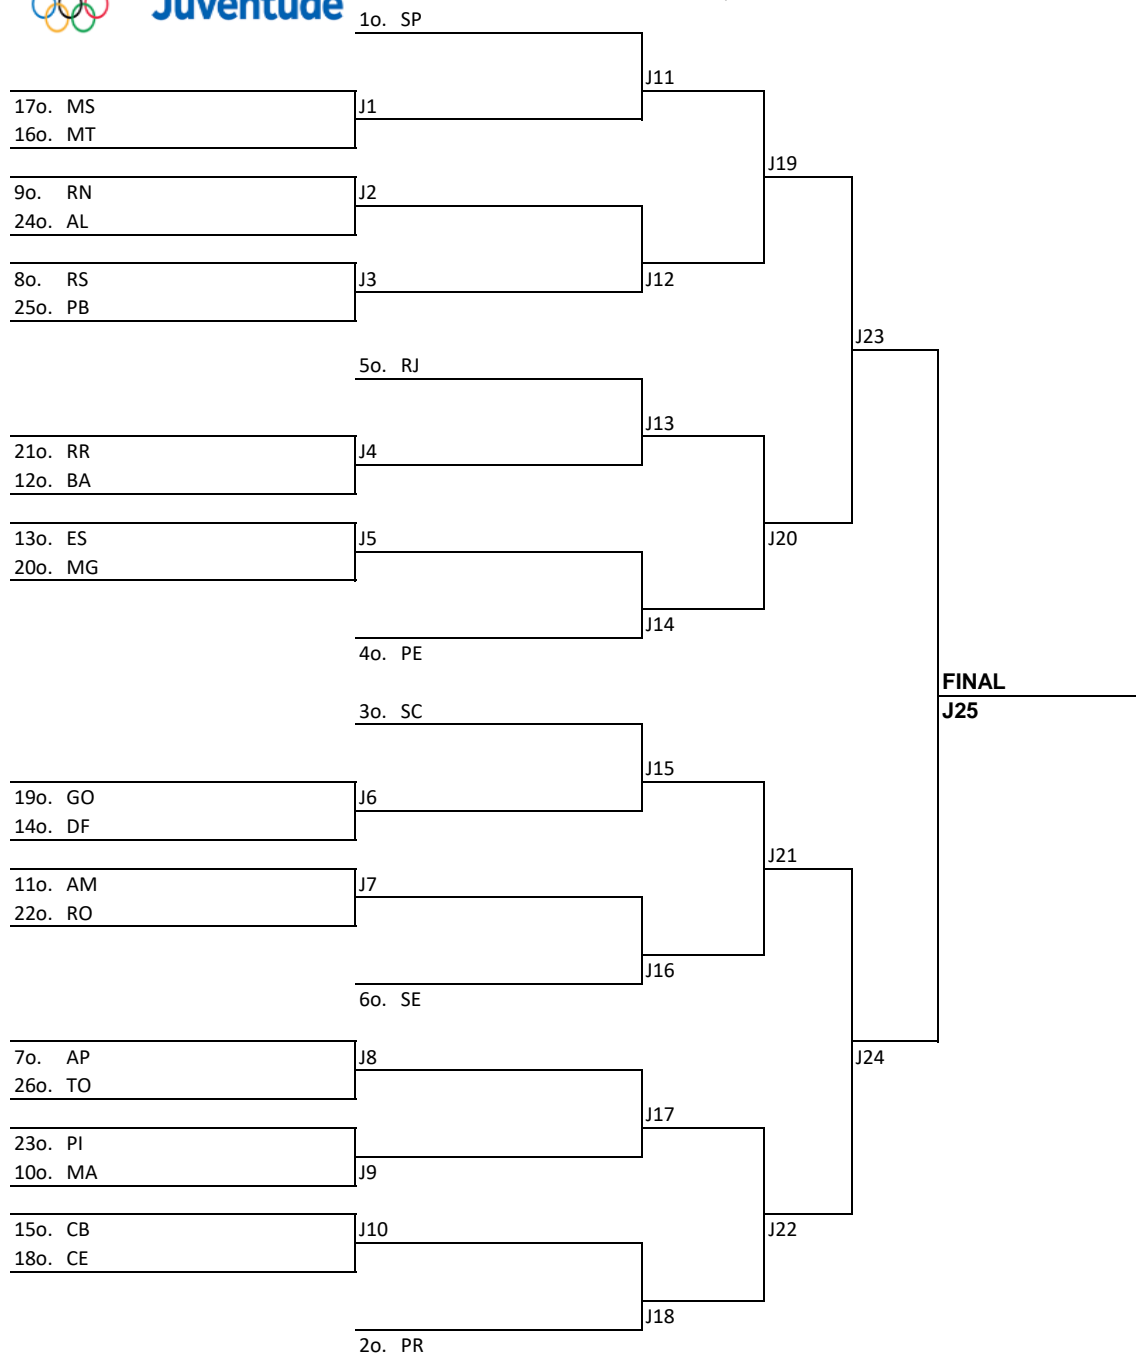 Juventude
1o. SP
J11
17o. MS
J1
16o. MT
J19
9o. RN
J2
24o. AL
8o. RS
J3
J12
25o. PB
J23
5o. RJ
J13
21o. RR
J4
12o. BA
13o. ES
J5
J20
20o. MG
J14
4o. PE
FINAL
3o. SC
J25
J15
19o. GO
J6
14o. DF
J21
11o. AM
J7
22o. RO
J16
6o. SE
7o. AP
J8
J24
26o. TO
J17
23o. PI
10o. MA
J9
15o. CB
J10
J22
18o. CE
J18
2o. PR